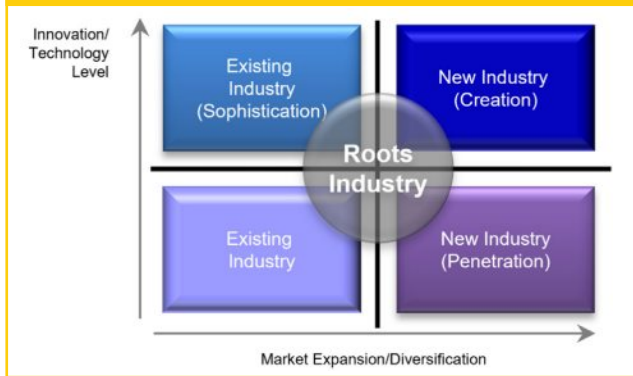 Innovation/
Technology
Level
Existing
Industry
(Sophistication)
New Industry
(Creation)
Roots
Industry
Existing
Industry
New Industry
(Penetration)
Market Expansion/Diversification